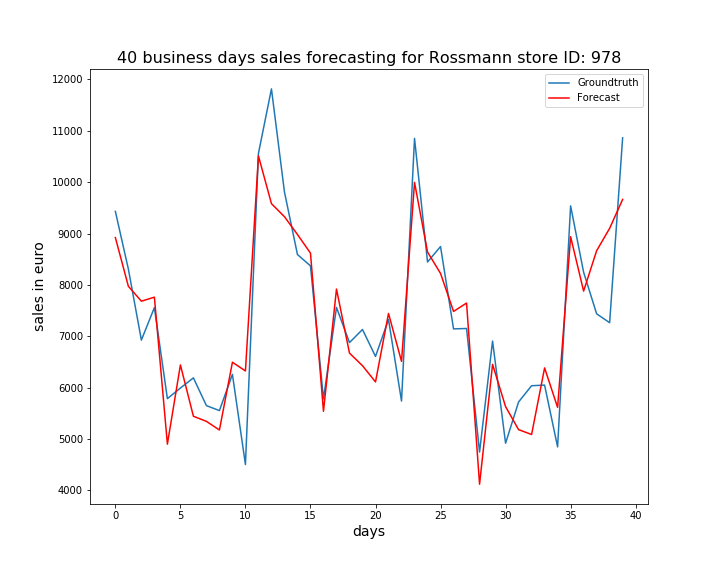 40 business days sales forecasting for Rossmann store ID: 978
Groundtruth
Forecast
12000
11000
10000
9000
8000
7000
6000
5000
4000
sales in euro
0 5 10 15 20 25 30 35 40
days